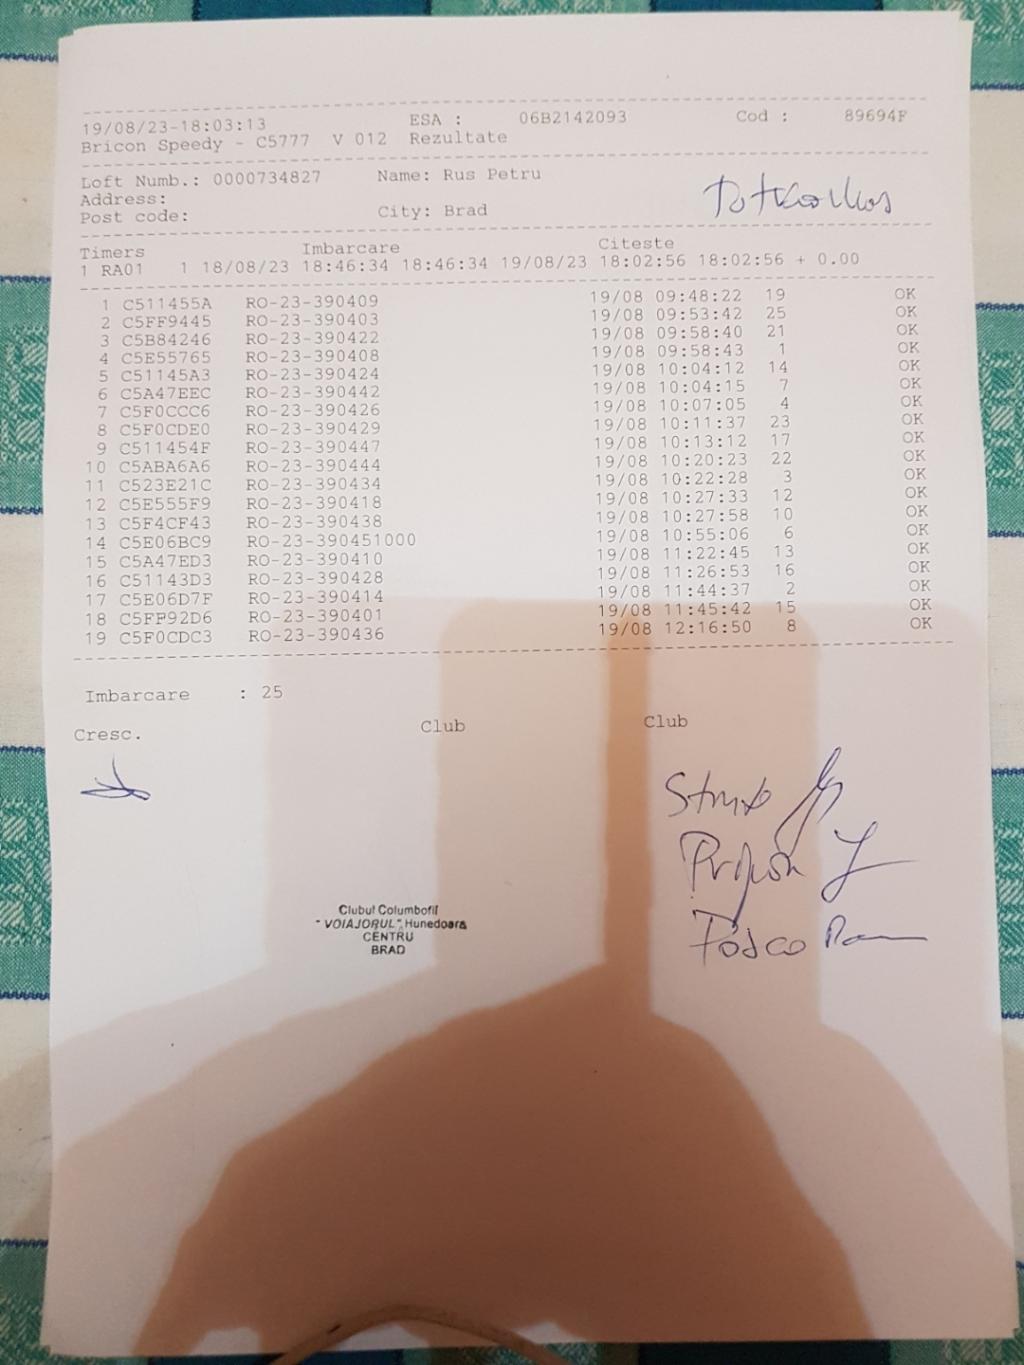 19/08/23-18:03:13 ESA : 06B2142093 Cod : 89694F
Bricon Speedy - C5777 V 012 Rezultate
Loft Numb.: 0000734827 Name: Rus Petru
Address:
Post code: City: Brad
Timers Imbarcare Citeste
1 RA01 1 18/08/23 18:46:34 18:46:34 19/08/23 18:02:56 18:02:56 + 0.00
1 C511455A RO-23-390409 19/08 09:48:22 19 OK
2 C5FF9445 RO-23-390403 19/08 09:53:42 25 OK
3 C5B84246 RO-23-390422 19/08 09:58:40 21 OK
4 C5E55765 RO-23-390408 19/08 09:58:43 1 OK
5 C51145A3 RO-23-390424 19/08 10:04:12 14 OK
6 C5A47EEC RO-23-390442 19/08 10:04:15 7 OK
7 C5F0CCC6 RO-23-390426 19/08 10:07:05 4 OK
8 C5F0CDE0 RO-23-390429 19/08 10:11:37 23 OK
9 C511454F RO-23-390447 19/08 10:13:12 17 OK
10 C5ABA6A6 RO-23-390444 19/08 10:20:23 22 OK
11 C523E21C RO-23-390434 19/08 10:22:28 3 OK
12 C5E555F9 RO-23-390418 19/08 10:27:33 12 OK
13 C5F4CF43 RO-23-390438 19/08 10:27:58 10 OK
14 C5E06BC9 RO-23-390451000 19/08 10:55:06 6 OK
15 C5A47ED3 RO-23-390410 19/08 11:22:45 13 OK
16 C51143D3 RO-23-390428 19/08 11:26:53 16 OK
17 C5E06D7F RO-23-390414 19/08 11:44:37 2 OK
18 C5FF92D6 RO-23-390401 19/08 11:45:42 15 OK
19 C5F0CDC3 RO-23-390436 19/08 12:16:50 8 OK
Imbarcare : 25
Cresc. Club Club
Clubul Columbofil
"VOIAJORUL" Hunedoara
CENTRU
BRAD